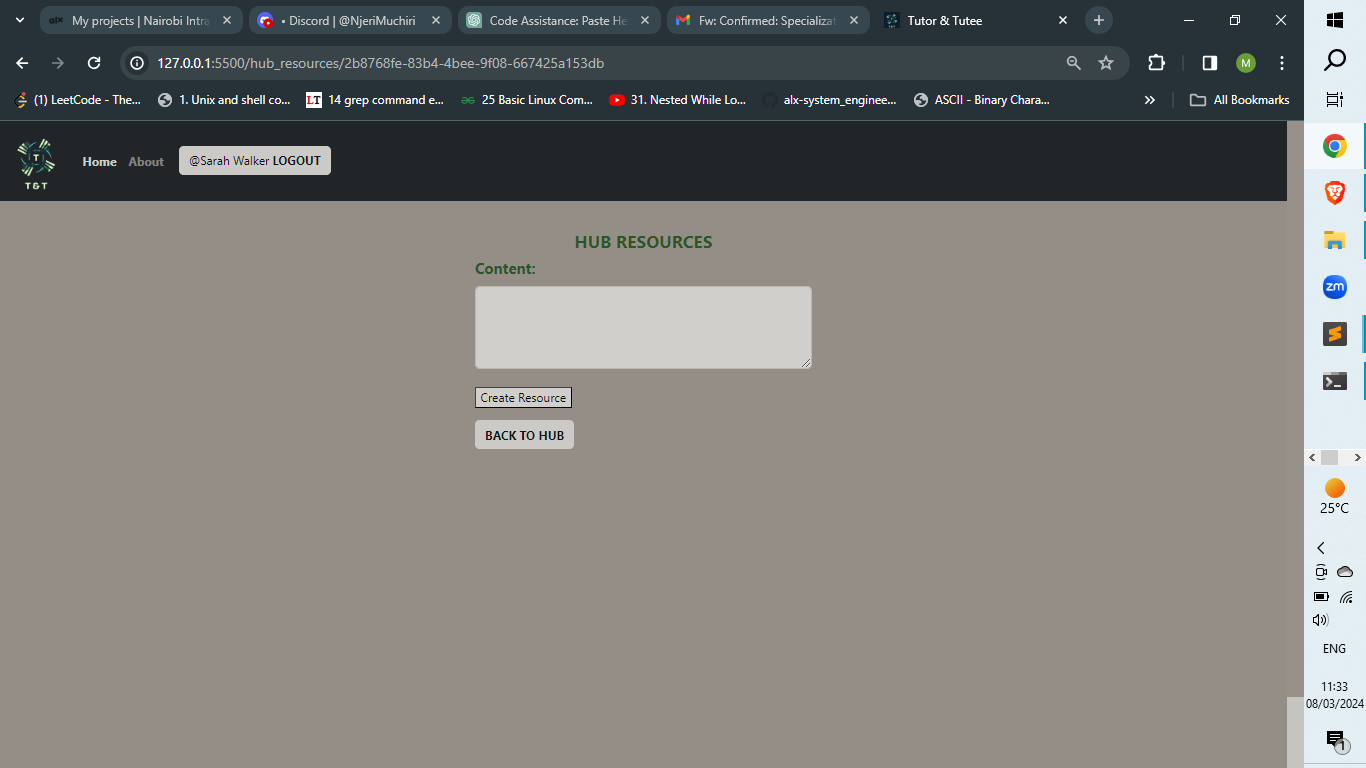 My projects | Nairobi Intra
• Discord | @NjeriMuchiri
Code Assistance: Paste He
Fw: Confirmed: Specializat
Tutor & Tutee
127.0.0.1:5500/hub_resources/2b8768fe-83b4-4bee-9f08-667425a153db
M
(1) LeetCode - The...
1. Unix and shell co...
LT 14 grep command e...
25 Basic Linux Com...
31. Nested While Lo...
alx-system_enginee...
ASCII - Binary Chara...
All Bookmarks
T
T&T
Home
About
@Sarah Walker LOGOUT
HUB RESOURCES
Content:
Create Resource
BACK TO HUB
zm
25°C
ENG
11:33
08/03/2024
1